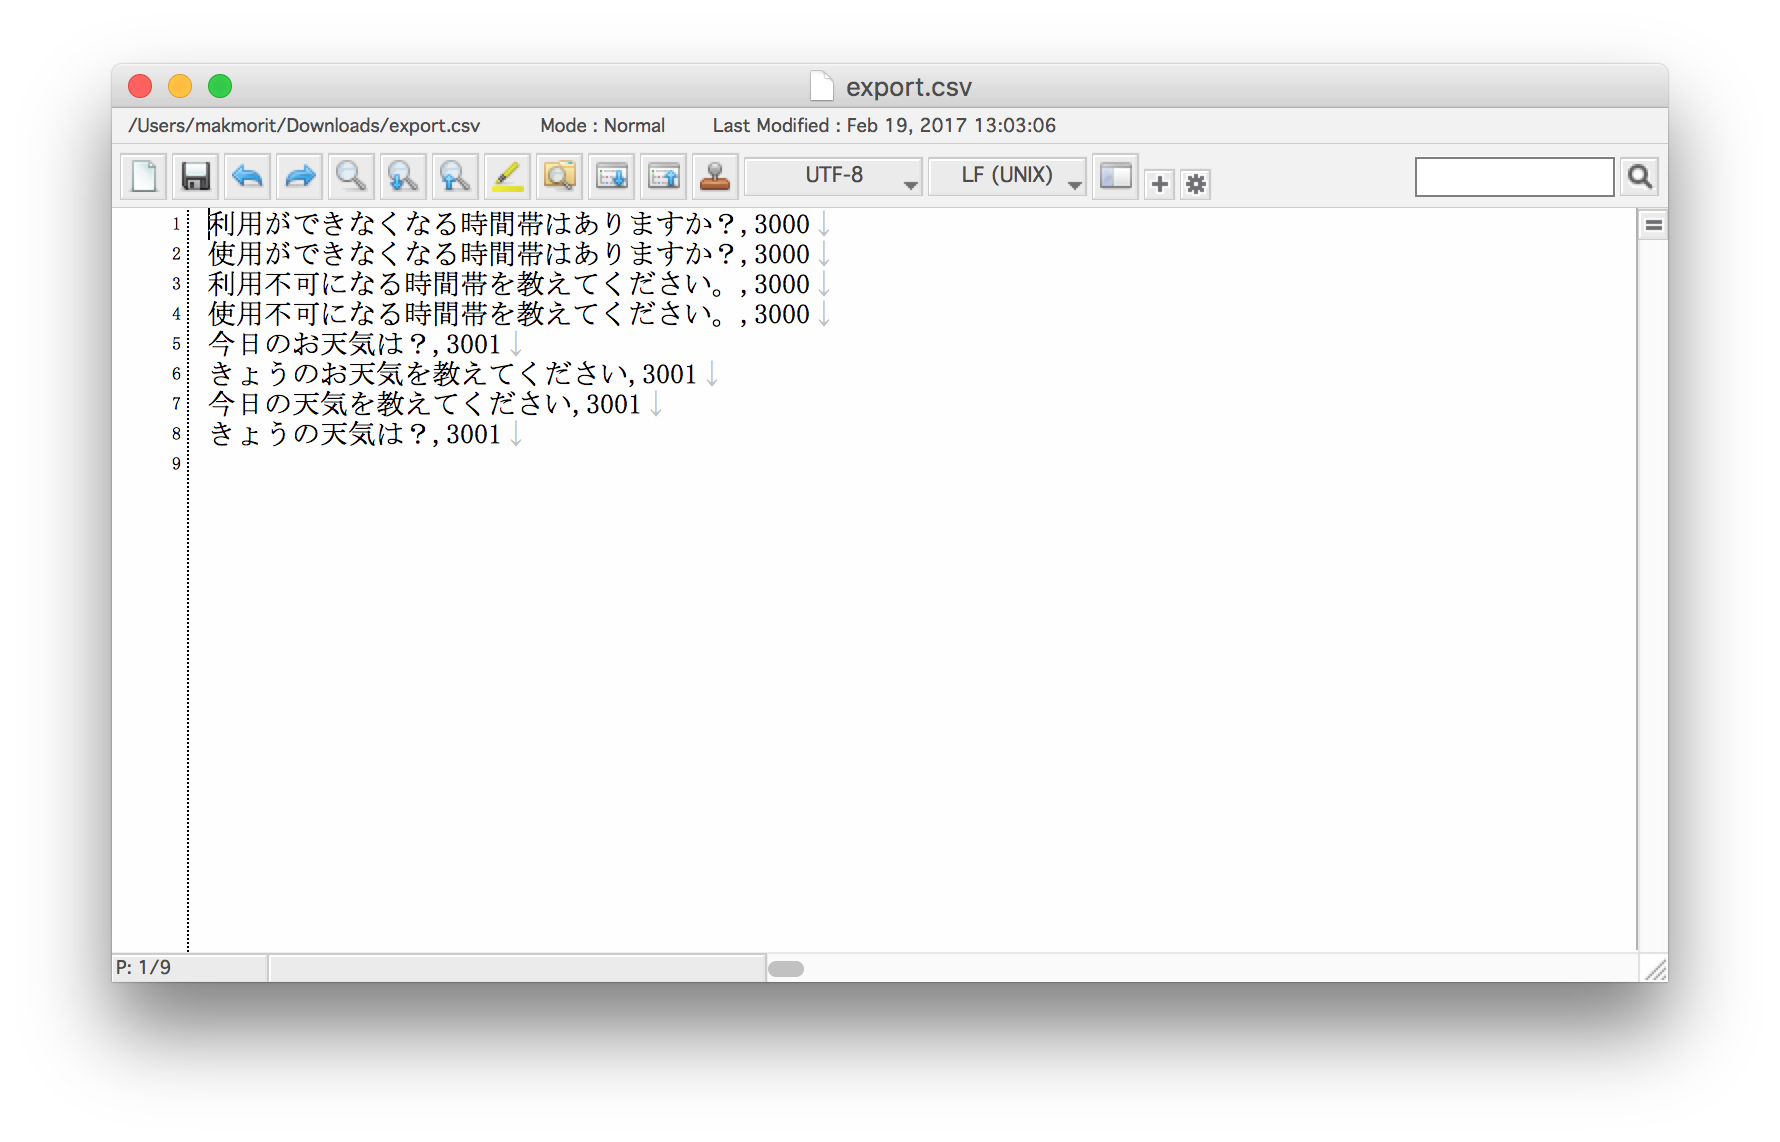 export.csv
/Users/makmorit/Downloads/export.csv Mode : Normal Last Modified : Feb 19, 2017 13:03:06
UTF-8 LF (UNIX)
1 利用ができなくなる時間帯はありますか？,3000↓
2 使用ができなくなる時間帯はありますか？,3000↓
3 利用不可になる時間帯を教えてください。,3000↓
4 使用不可になる時間帯を教えてください。,3000↓
5 今日のお天気は？,3001↓
6 きょうのお天気を教えてください,3001↓
7 今日の天気を教えてください,3001↓
8 きょうの天気は？,3001↓
9
P: 1/9